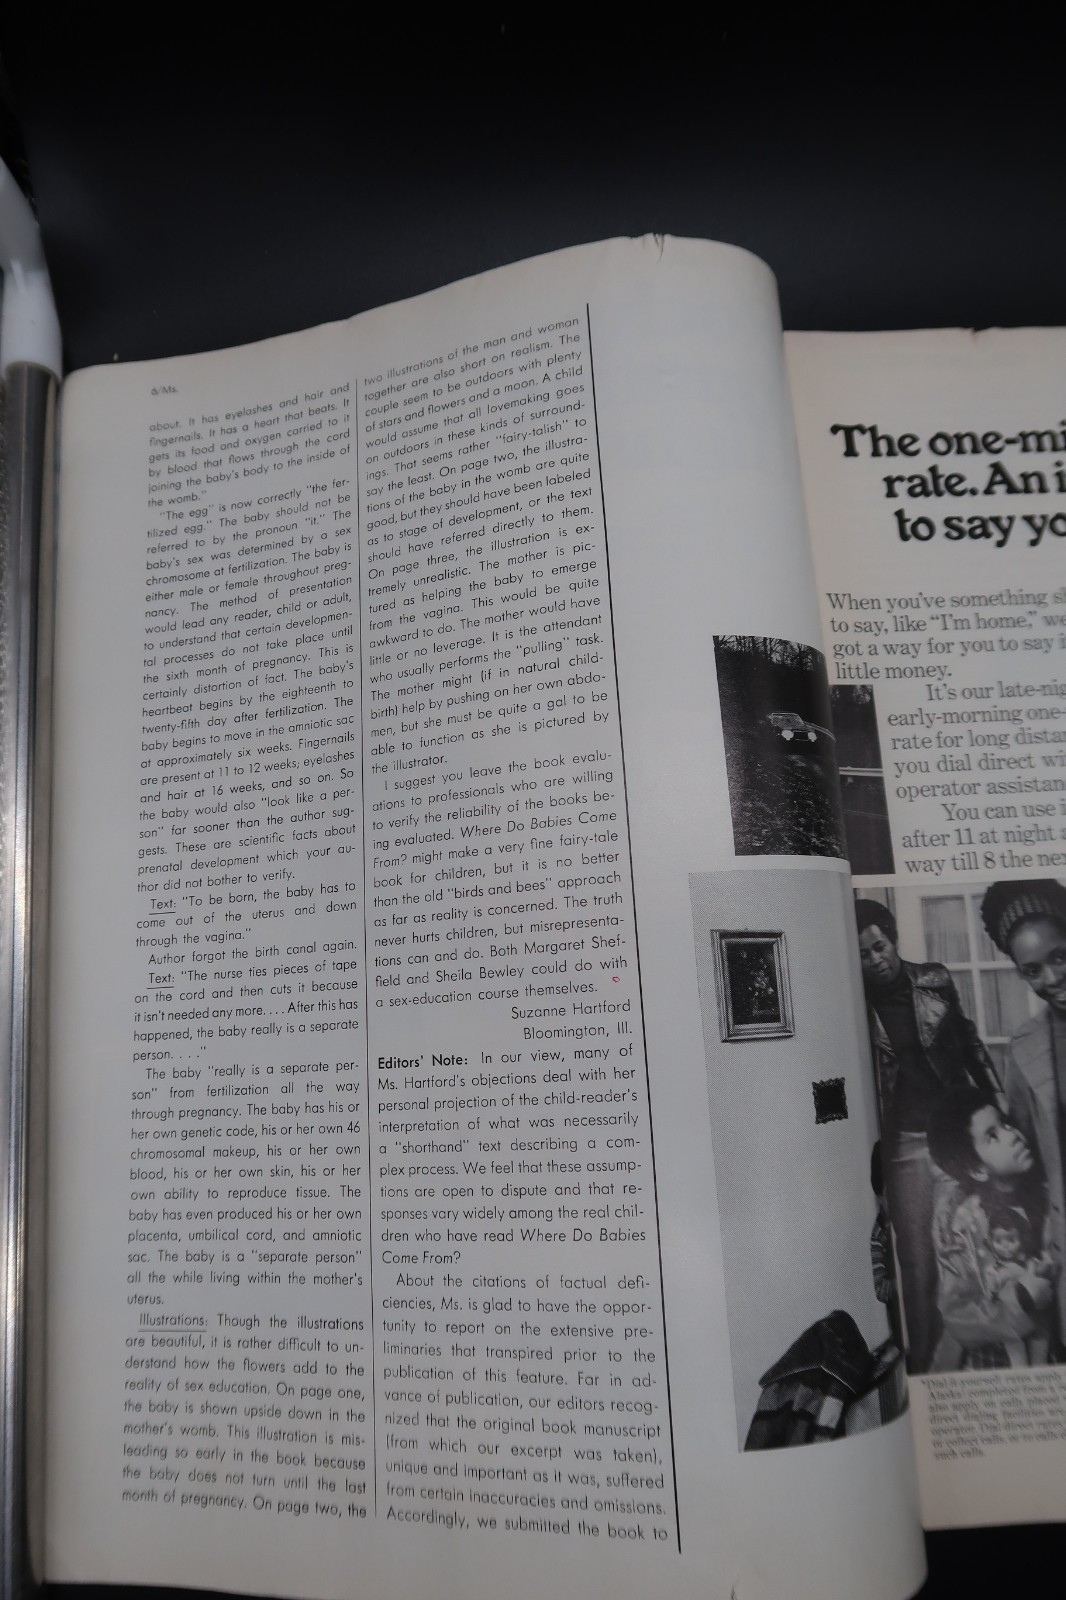 8/Ms.
about. It has eyelashes and hair and
fingernails. It has a heart that beats. It
gets its food and oxygen carried to it
by blood that flows through the cord
joining the baby's body to the inside of
the womb."
"The egg" is now correctly "the fer-
tilized egg." The baby should not be
referred to by the pronoun "it." The
baby's sex was determined by a sex
chromosome at fertilization. The baby is
either male or female throughout preg-
nancy. The method of presentation
would lead any reader, child or adult,
to understand that certain developmen-
tal processes do not take place until
the sixth month of pregnancy. This is
certainly distortion of fact. The baby's
heartbeat begins by the eighteenth to
twenty-fifth day after fertilization. The
baby begins to move in the amniotic sac
at approximately six weeks. Fingernails
are present at 11 to 12 weeks; eyelashes
and hair at 16 weeks, and so on. So
the baby would also "look like a per-
son" far sooner than the author sug-
gests. These are scientific facts about
prenatal development which your au-
thor did not bother to verify.
Text: "To be born, the baby has to
come out of the uterus and down
through the vagina."
Author forgot the birth canal again.
Text: "The nurse ties pieces of tape
on the cord and then cuts it because
it isn't needed any more. . . . After this has
happened, the baby really is a separate
person. . . ."
The baby "really is a separate per-
son" from fertilization all the way
through pregnancy. The baby has his or
her own genetic code, his or her own 46
chromosomal makeup, his or her own
blood, his or her own skin, his or her
own ability to reproduce tissue. The
baby has even produced his or her own
placenta, umbilical cord, and amniotic
sac. The baby is a "separate person"
all the while living within the mother's
uterus.
Illustrations: Though the illustrations
are beautiful, it is rather difficult to un-
derstand how the flowers add to the
reality of sex education. On page one,
the baby is shown upside down in the
mother's womb. This illustration is mis-
leading so early in the book because
the baby does not turn until the last
month of pregnancy. On page two, the
two illustrations of the man and woman
together are also short on realism. The
couple seem to be outdoors with plenty
of stars and flowers and a moon. A child
would assume that all lovemaking goes
on outdoors in these kinds of surround-
ings. That seems rather "fairy-talish" to
say the least. On page two, the illustra-
tions of the baby in the womb are quite
good, but they should have been labeled
as to stage of development, or the text
should have referred directly to them.
On page three, the illustration is ex-
tremely unrealistic. The mother is pic-
tured as helping the baby to emerge
from the vagina. This would be quite
awkward to do. The mother would have
little or no leverage. It is the attendant
who usually performs the "pulling" task.
The mother might (if in natural child-
birth) help by pushing on her own abdo-
men, but she must be quite a gal to be
able to function as she is pictured by
the illustrator.
I suggest you leave the book evalu-
ations to professionals who are willing
to verify the reliability of the books be-
ing evaluated. Where Do Babies Come
From? might make a very fine fairy-tale
book for children, but it is no better
than the old "birds and bees" approach
as far as reality is concerned. The truth
never hurts children, but misrepresenta-
tions can and do. Both Margaret Shef-
field and Sheila Bewley could do with
a sex-education course themselves.
Suzanne Hartford
Bloomington, Ill.
Editors' Note: In our view, many of
Ms. Hartford's objections deal with her
personal projection of the child-reader's
interpretation of what was necessarily
a "shorthand" text describing a com-
plex process. We feel that these assump-
tions are open to dispute and that re-
sponses vary widely among the real chil-
dren who have read Where Do Babies
Come From?
About the citations of factual defi-
ciencies, Ms. is glad to have the oppor-
tunity to report on the extensive pre-
liminaries that transpired prior to the
publication of this feature. Far in ad-
vance of publication, our editors recog-
nized that the original book manuscript
(from which our excerpt was taken),
unique and important as it was, suffered
from certain inaccuracies and omissions.
Accordingly, we submitted the book to
The one-mi
rate. An i
to say yo
When you've something s
to say, like "I'm home," we
got a way for you to say i
little money.
It's our late-nig
early-morning one-
rate for long distan
you dial direct wi
operator assistan
You can use i
after 11 at night a
way till 8 the nex